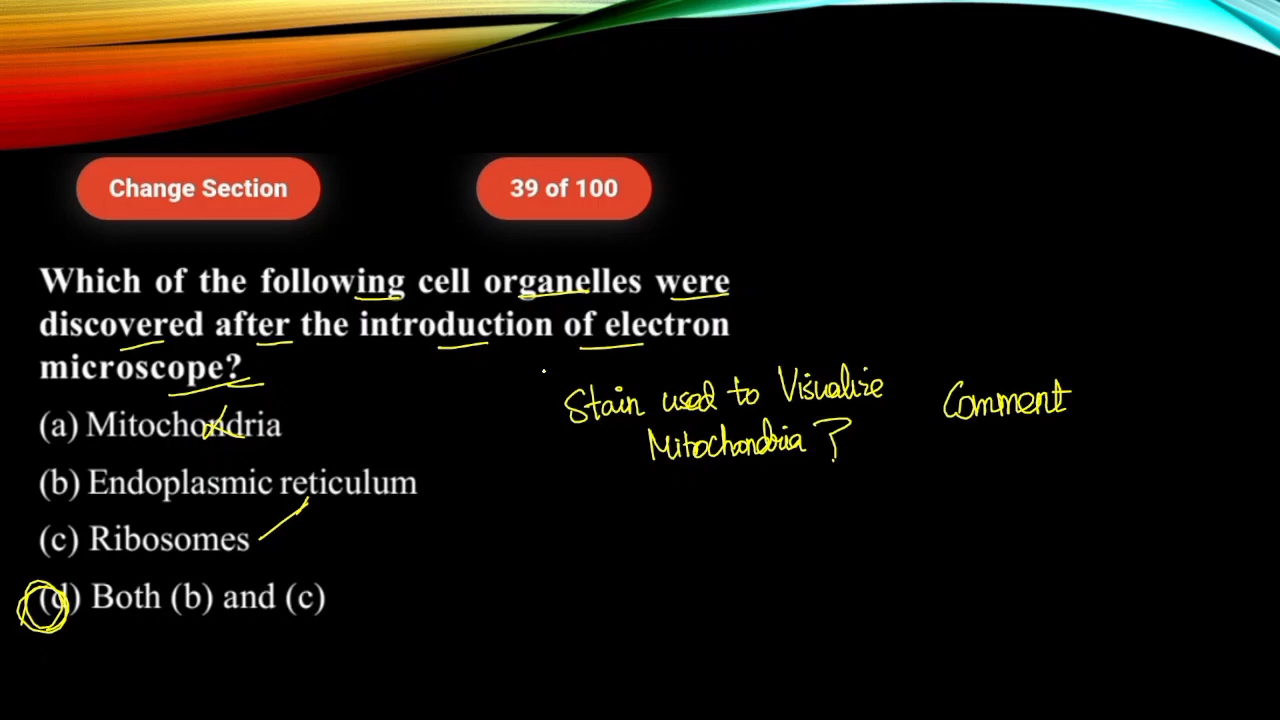 Change Section
39 of 100
Which of the following cell organelles were
discovered after the introduction of electron
microscope?
(a) Mitochondria
(b) Endoplasmic reticulum
(c) Ribosomes
(d) Both (b) and (c)
Stain used to Visualize
Mitochondria ?
Comment